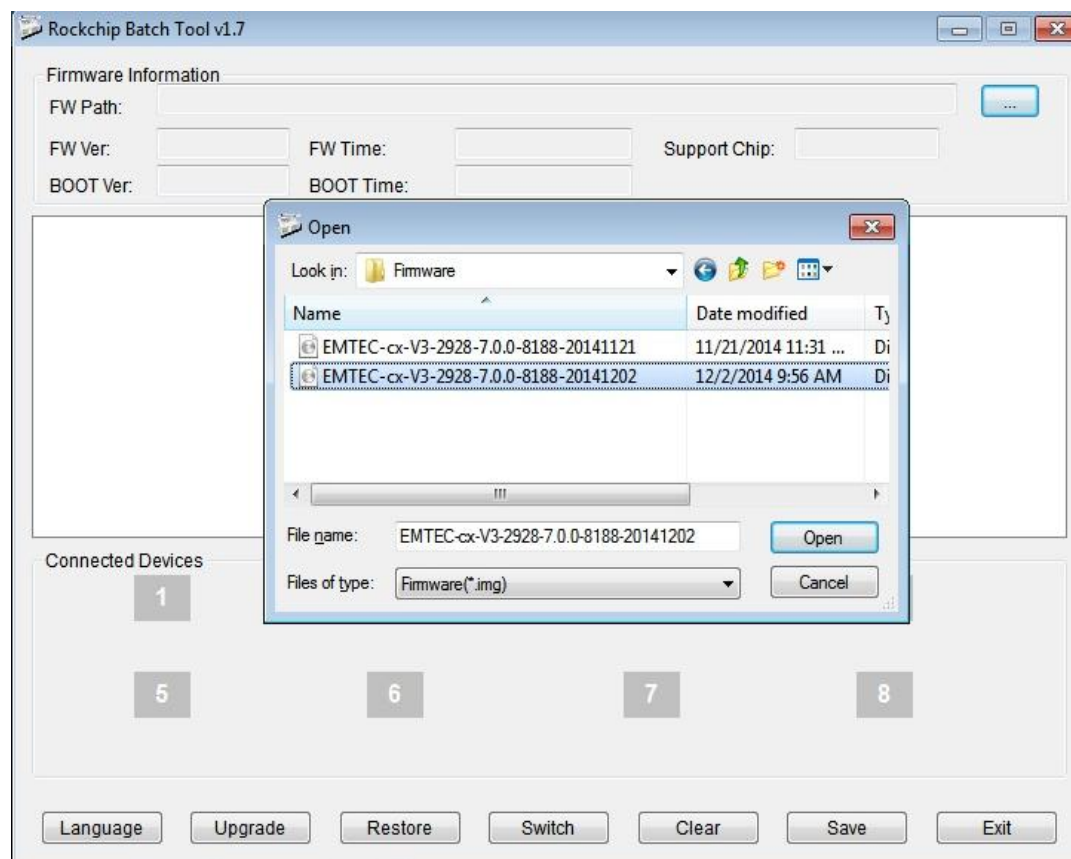 Rockchip Batch Tool v1.7
Firmware Information
FW Path:
...
FW Ver:
FW Time:
Support Chip:
BOOT Ver:
BOOT Time:
Open
Look in: Firmware
Name Date modified Ty
EMTEC-cx-V3-2928-7.0.0-8188-20141121 11/21/2014 11:31 ... Di
EMTEC-cx-V3-2928-7.0.0-8188-20141202 12/2/2014 9:56 AM Di
File name: EMTEC-cx-V3-2928-7.0.0-8188-20141202 Open
Files of type: Firmware(*.img) Cancel
Connected Devices
1
5 6 7 8
Language Upgrade Restore Switch Clear Save Exit